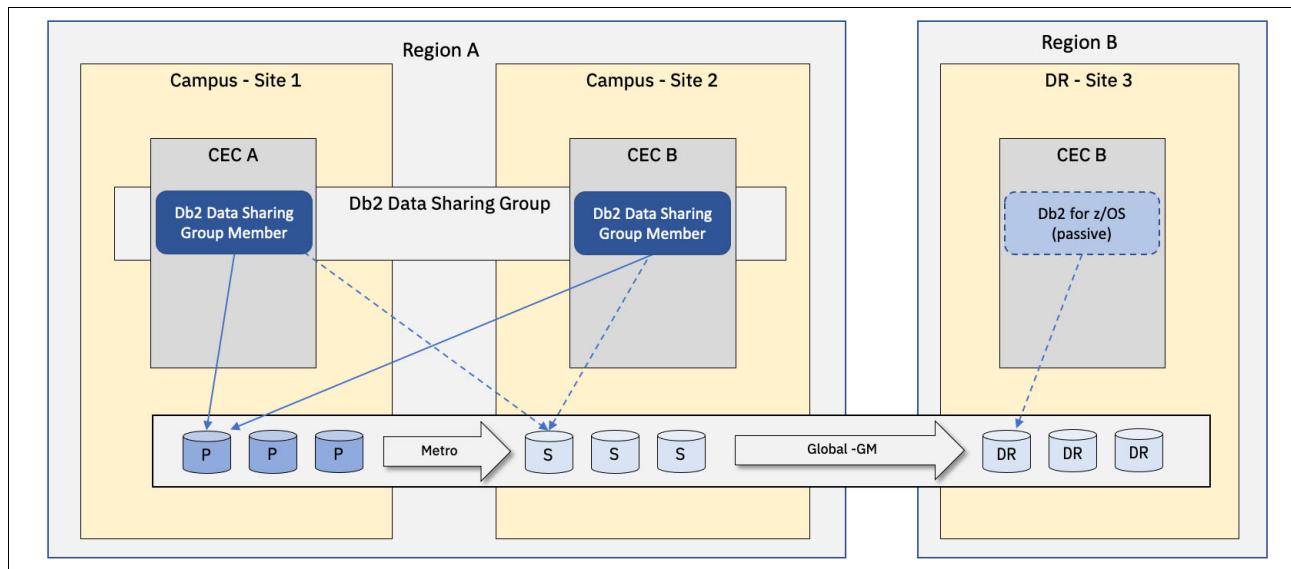 Region A
Region B
Campus - Site 1
Campus - Site 2
DR - Site 3
CEC A
CEC B
CEC B
Db2 Data Sharing
Group Member
Db2 Data Sharing Group
Db2 Data Sharing
Group Member
Db2 for z/OS
(passive)
P
P
P
Metro
S
S
S
Global -GM
DR
DR
DR